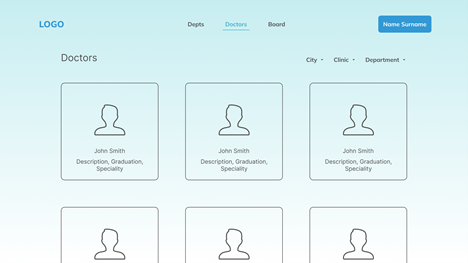 LOGO
Depts
Doctors
Board
Name Surname
Doctors
City
Clinic
Department
John Smith
Description, Graduation,
Speciality
John Smith
Description, Graduation,
Speciality
John Smith
Description, Graduation,
Speciality